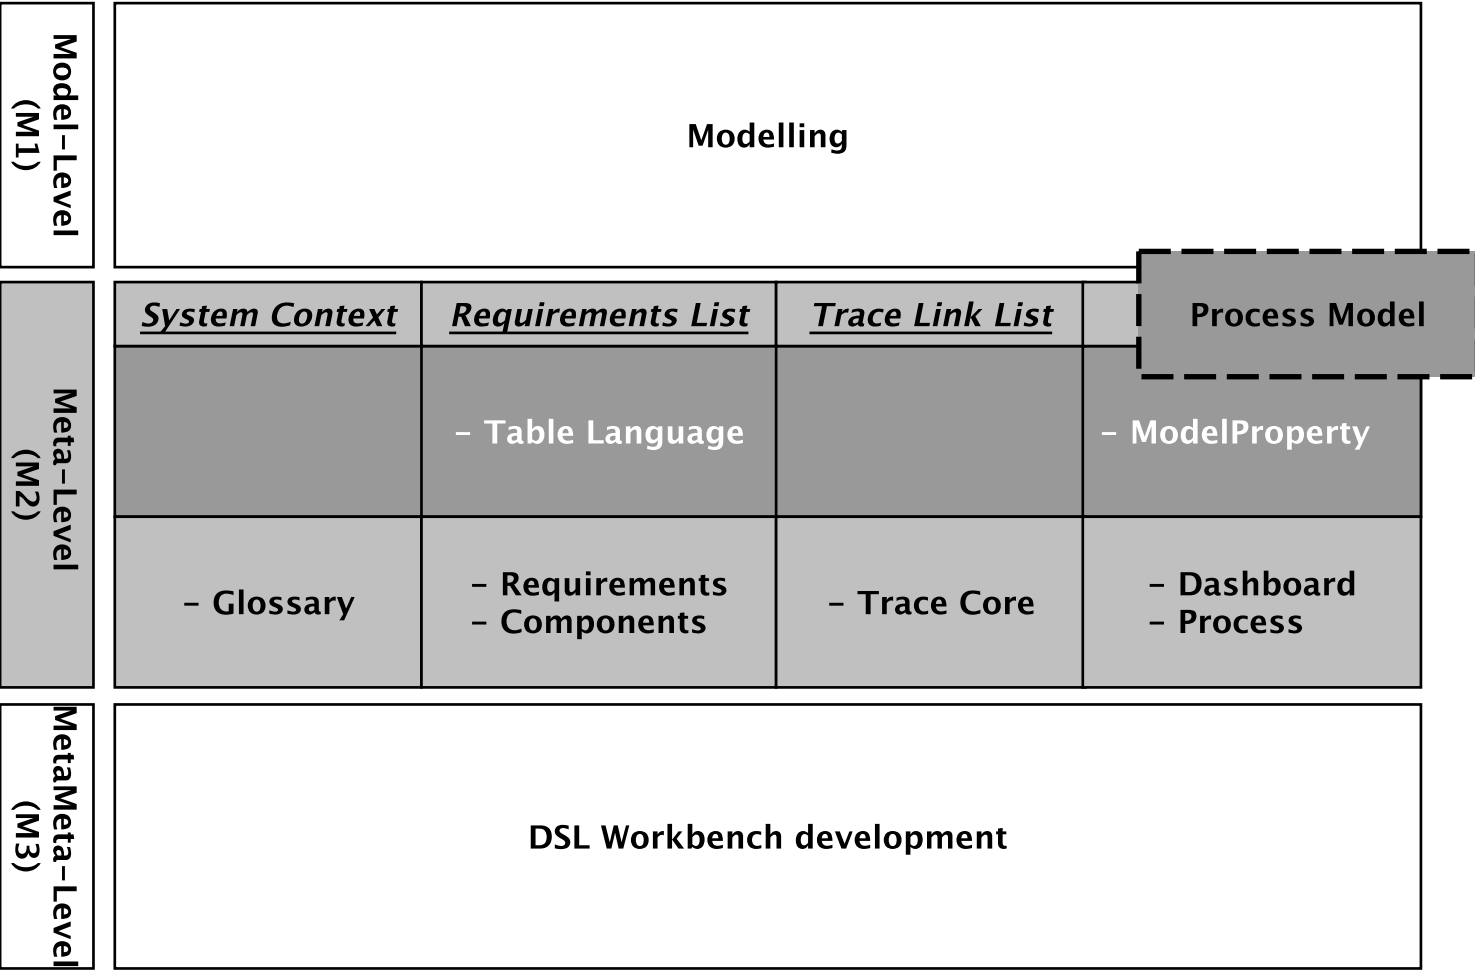 Model-Level
(M1)
Modelling
Meta-Level
(M2)
System Context
Requirements List
Trace Link List
Process Model
- Table Language
- ModelProperty
- Glossary
- Requirements
- Components
- Trace Core
- Dashboard
- Process
MetaMeta-Level
(M3)
DSL Workbench development